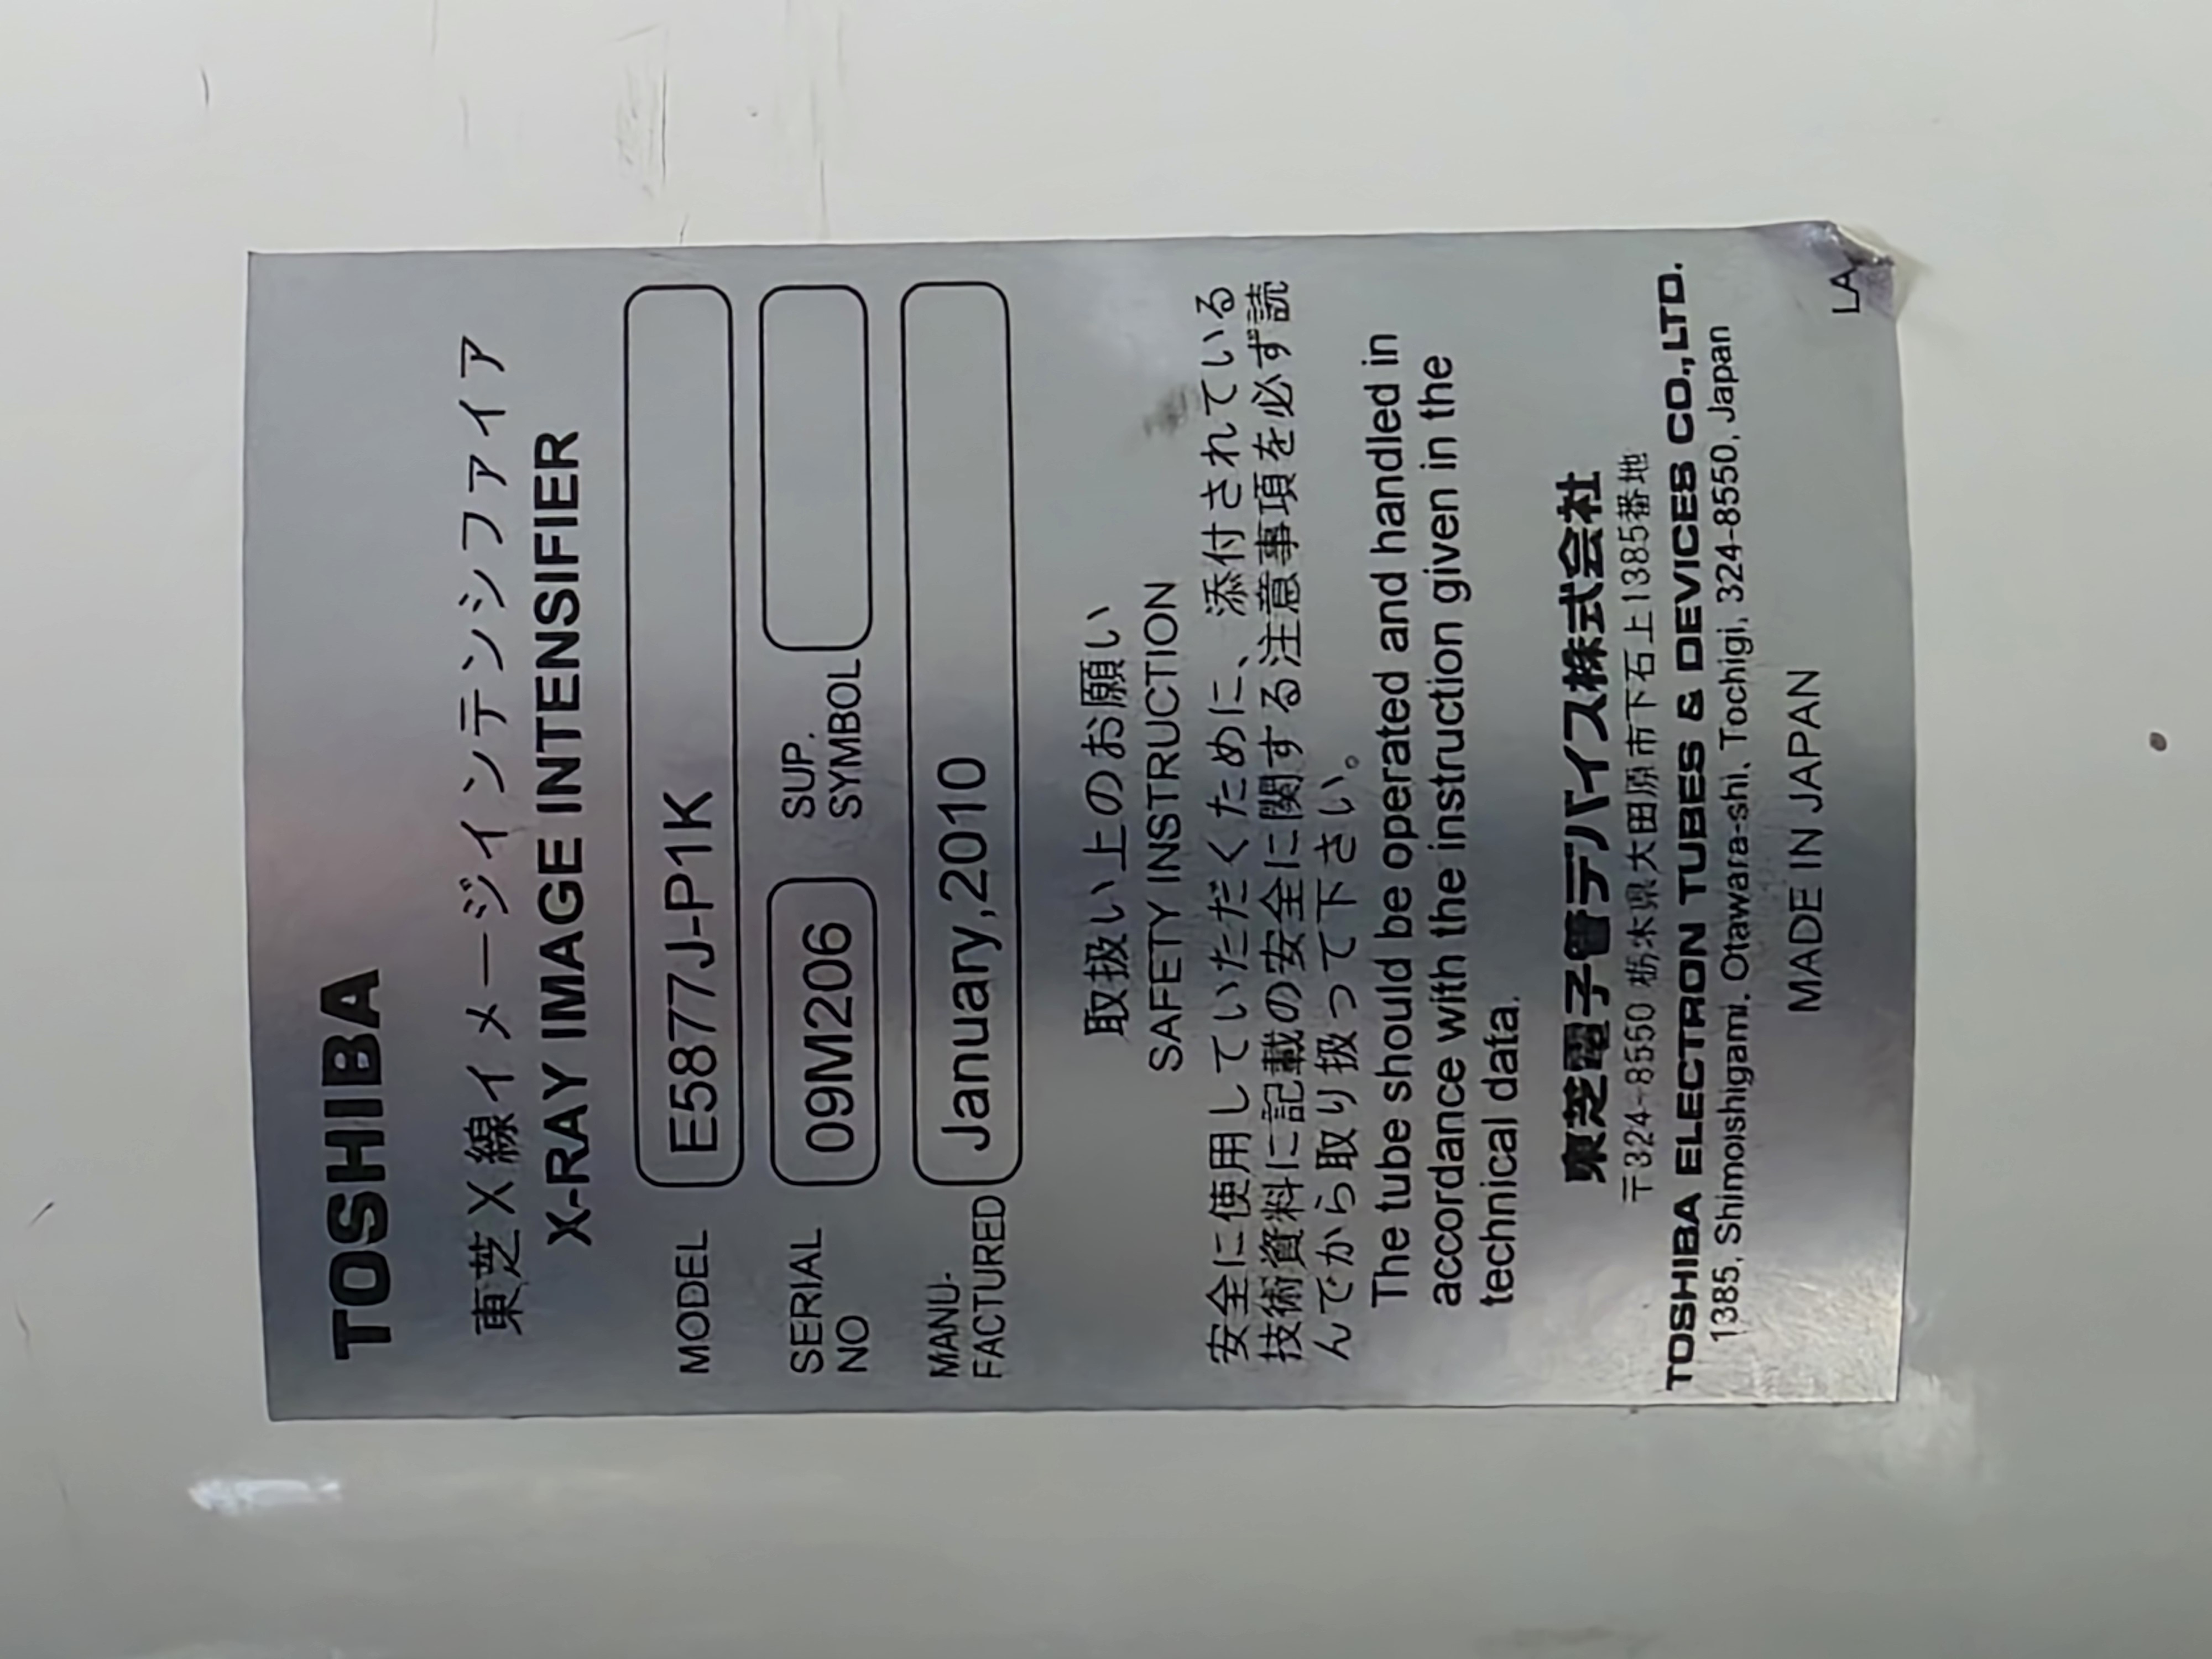 TOSHIBA
東芝X線イメージインテンシファイア
X-RAY IMAGE INTENSIFIER
MODEL E5877J-P1K
SERIAL NO 09M206 SUP. SYMBOL
MANU-FACTURED January,2010
取扱い上のお願い
SAFETY INSTRUCTION
安全に使用していただくために、添付されている
技術資料に記載の安全に関する注意事項を必ず読
んでから取り扱って下さい。
The tube should be operated and handled in
accordance with the instruction given in the
technical data.
東芝電子管デバイス株式会社
〒324-8550 栃木県大田原市下石上1385番地
TOSHIBA ELECTRON TUBES & DEVICES CO.,LTD.
1385, Shimoishigami, Otawara-shi, Tochigi, 324-8550, Japan
MADE IN JAPAN